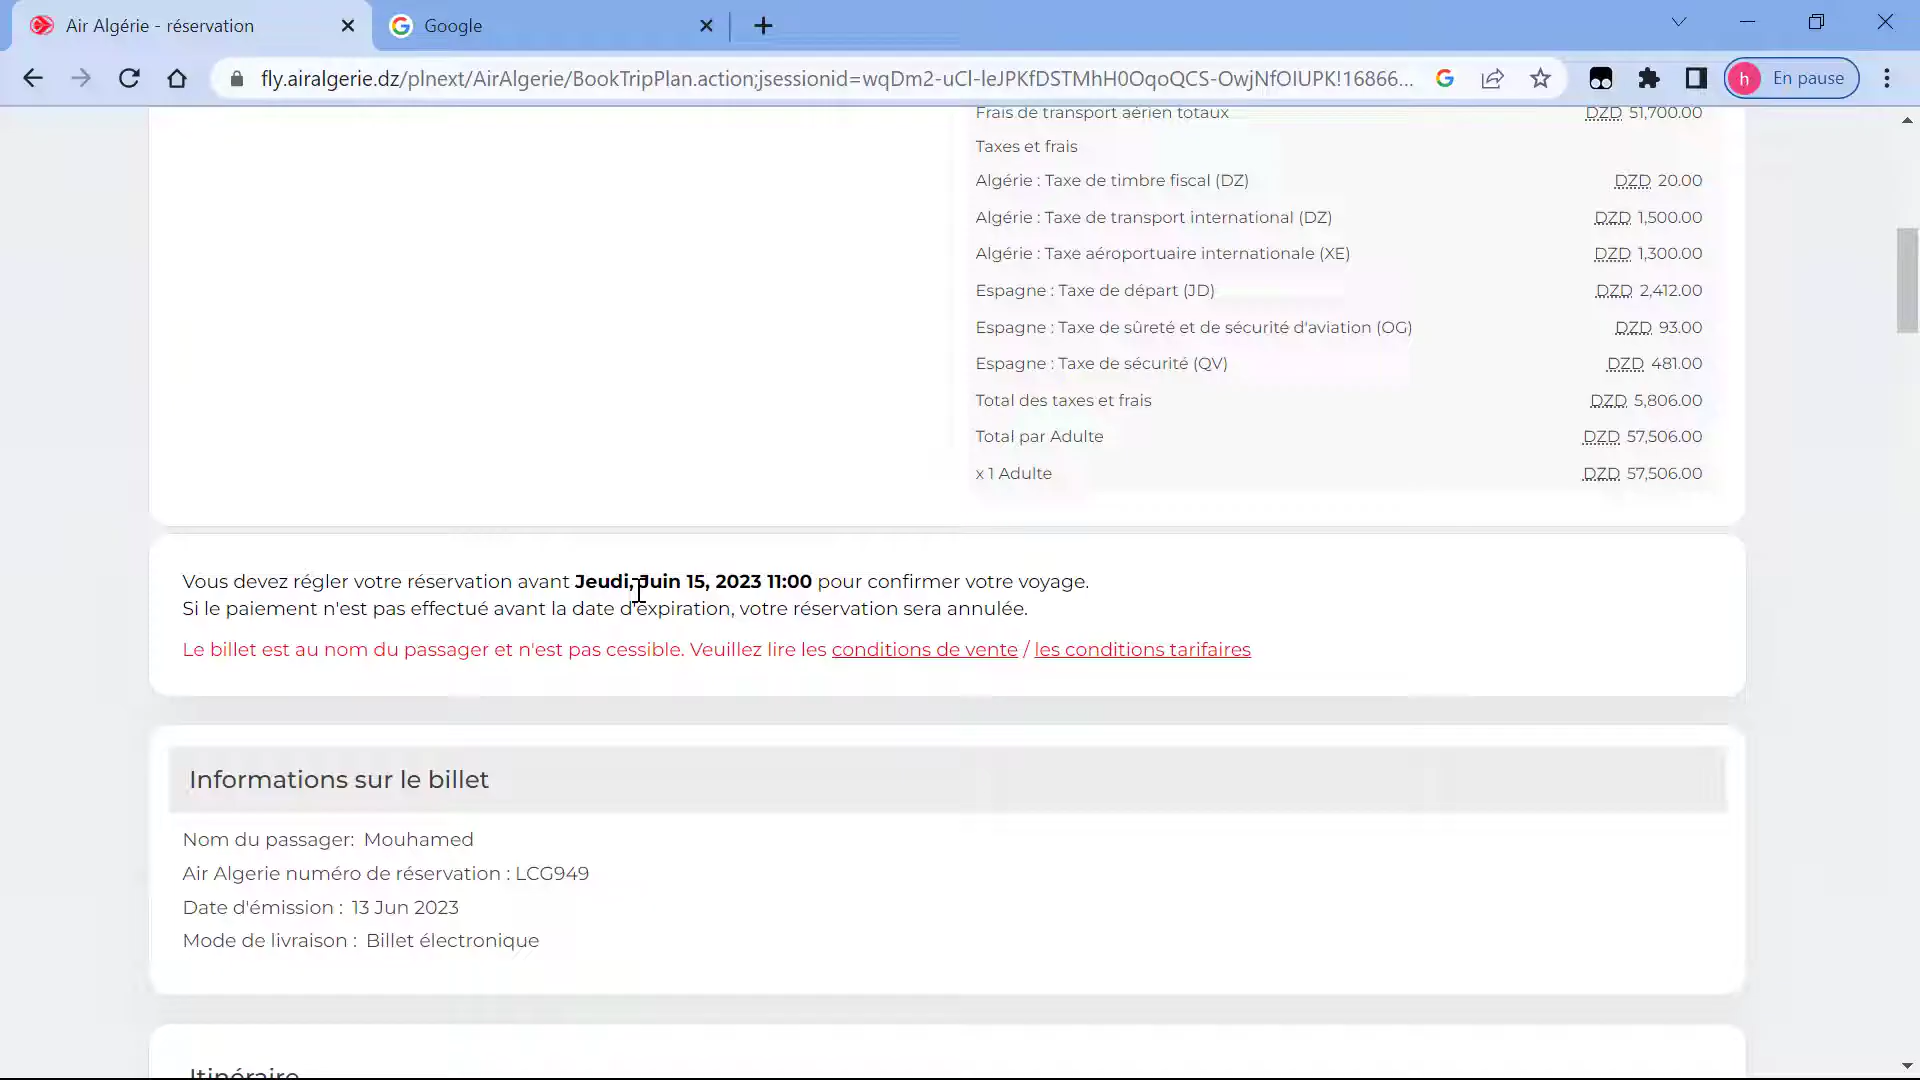 Air Algérie - réservation
Google
fly.airalgerie.dz/plnext/AirAlgerie/BookTripPlan.action;jsessionid=wqDm2-uCl-leJPKfDSTMhH0OqoQCS-OwjNfOIUPK!16866...
h En pause
Frais de transport aérien totaux DZD 51,700.00
Taxes et frais
Algérie : Taxe de timbre fiscal (DZ) DZD 20.00
Algérie : Taxe de transport international (DZ) DZD 1,500.00
Algérie : Taxe aéroportuaire internationale (XE) DZD 1,300.00
Espagne : Taxe de départ (JD) DZD 2,412.00
Espagne : Taxe de sûreté et de sécurité d'aviation (OG) DZD 93.00
Espagne : Taxe de sécurité (QV) DZD 481.00
Total des taxes et frais DZD 5,806.00
Total par Adulte DZD 57,506.00
x 1 Adulte DZD 57,506.00
Vous devez régler votre réservation avant Jeudi, Juin 15, 2023 11:00 pour confirmer votre voyage.
Si le paiement n'est pas effectué avant la date d'expiration, votre réservation sera annulée.
Le billet est au nom du passager et n'est pas cessible. Veuillez lire les conditions de vente / les conditions tarifaires
Informations sur le billet
Nom du passager: Mouhamed
Air Algerie numéro de réservation : LCG949
Date d'émission : 13 Jun 2023
Mode de livraison : Billet électronique
Itinéraire